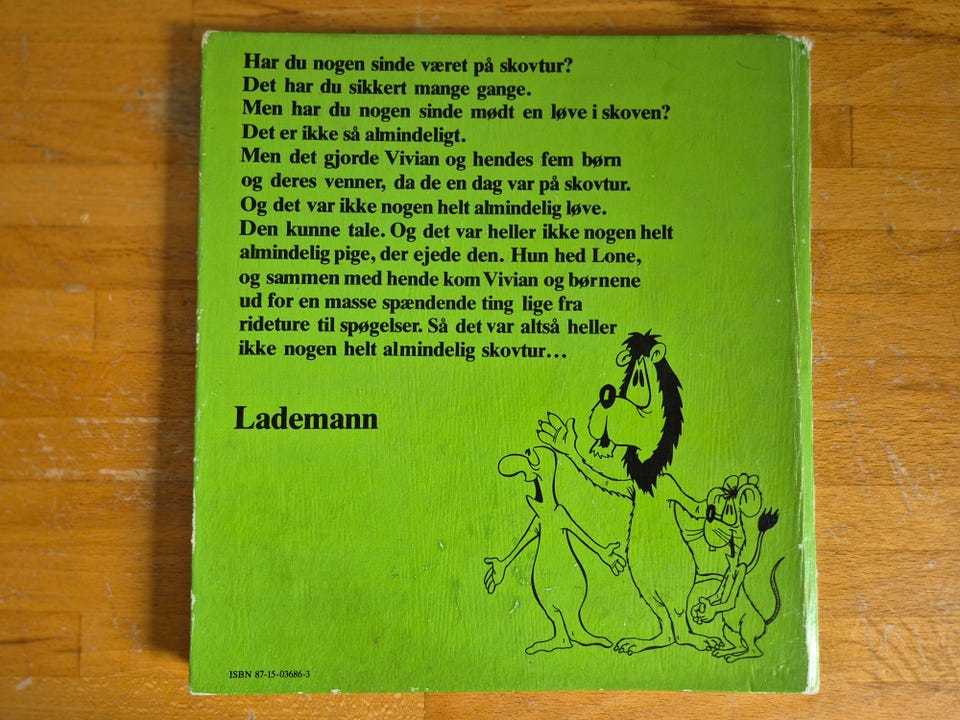 Har du nogen sinde været på skovtur?
Det har du sikkert mange gange.
Men har du nogen sinde mødt en løve i skoven?
Det er ikke så almindeligt.
Men det gjorde Vivian og hendes fem børn
og deres venner, da de en dag var på skovtur.
Og det var ikke nogen helt almindelig løve.
Den kunne tale. Og det var heller ikke nogen helt
almindelig pige, der ejede den. Hun hed Lone,
og sammen med hende kom Vivian og børnene
ud for en masse spændende ting lige fra
rideture til spøgelser. Så det var altså heller
ikke nogen helt almindelig skovtur...
Lademann
ISBN 87-15-03686-3